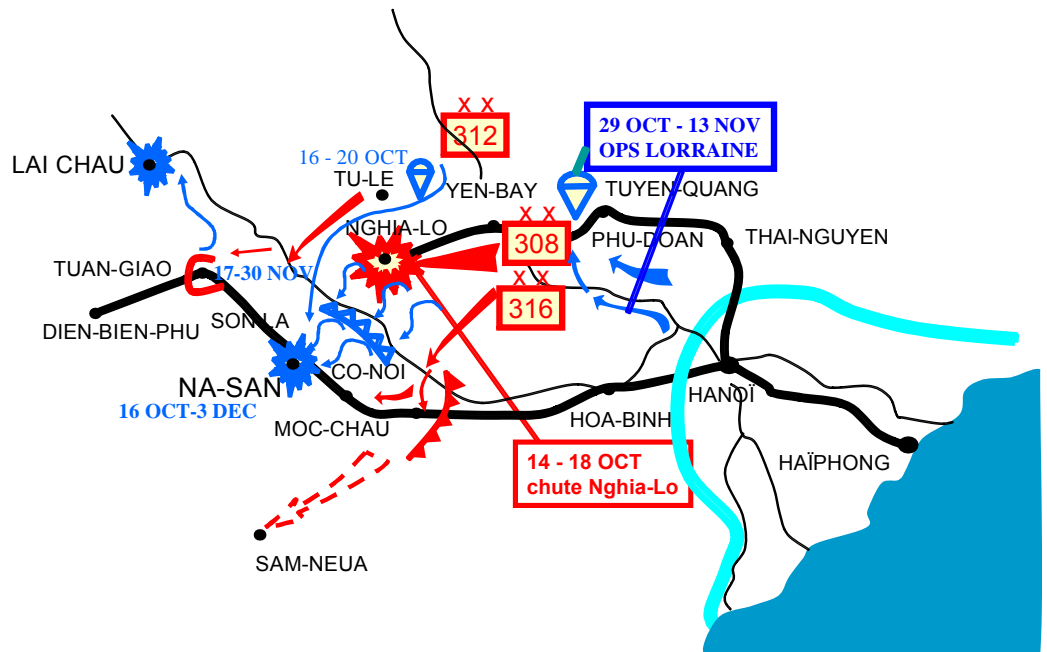 X X
312
29 OCT - 13 NOV
OPS LORRAINE
16 - 20 OCT
LAI CHAU
TU-LE
YEN-BAY
TUYEN-QUANG
X X
NGHIA-LO
308
PHU-DOAN
THAI-NGUYEN
TUAN-GIAO
17-30 NOV
X X
316
DIEN-BIEN-PHU
SON-LA
CO-NOI
NA-SAN
HANOÏ
16 OCT-3 DEC
MOC-CHAU
HOA-BINH
14 - 18 OCT
chute Nghia-Lo
HAÏPHONG
SAM-NEUA